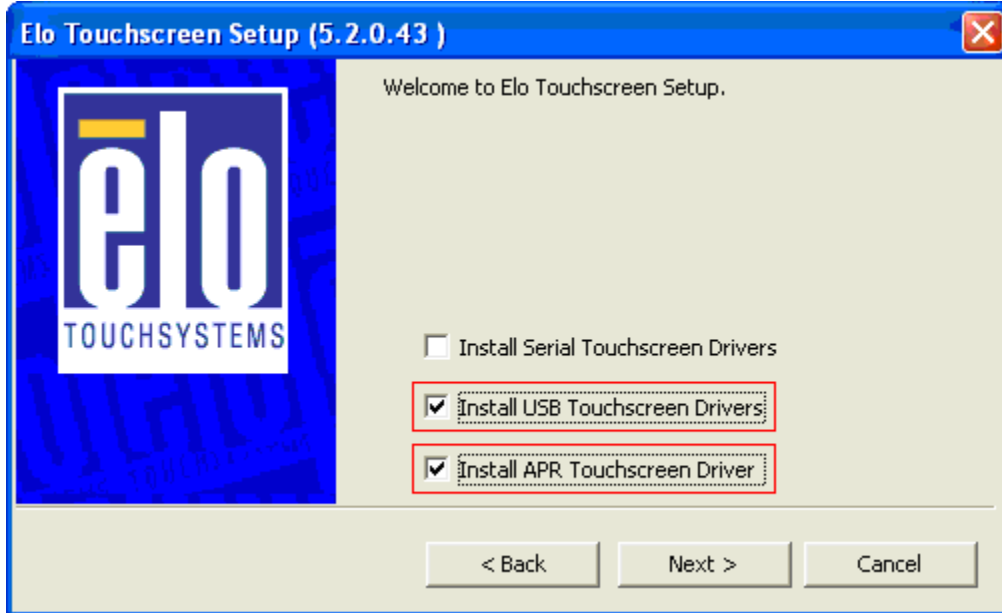 Elo Touchscreen Setup (5.2.0.43 )
Welcome to Elo Touchscreen Setup.
ēlo
TOUCHSYSTEMS
Install Serial Touchscreen Drivers
Install USB Touchscreen Drivers
Install APR Touchscreen Driver
< Back
Next >
Cancel